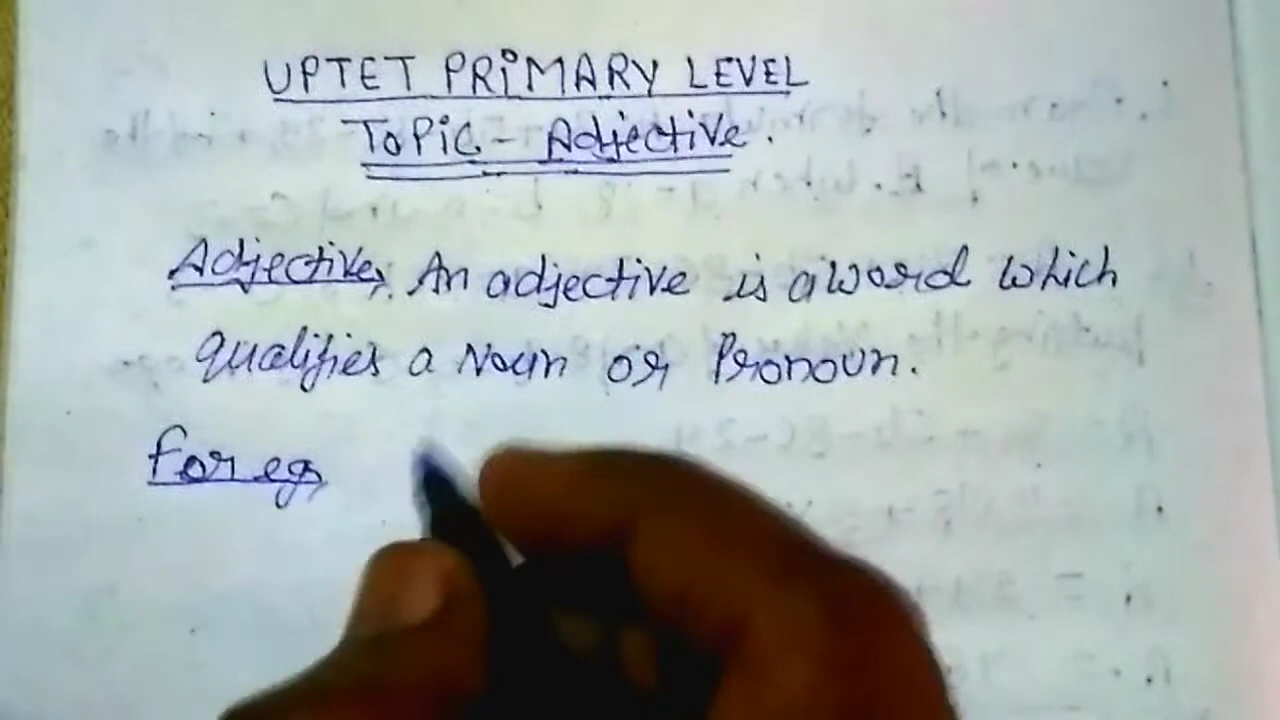 UPTET PRiMARY LEVEL
Topic - Adjective.
Adjective, An adjective is a word which
qualifies a Noun or Pronoun.
for eg,